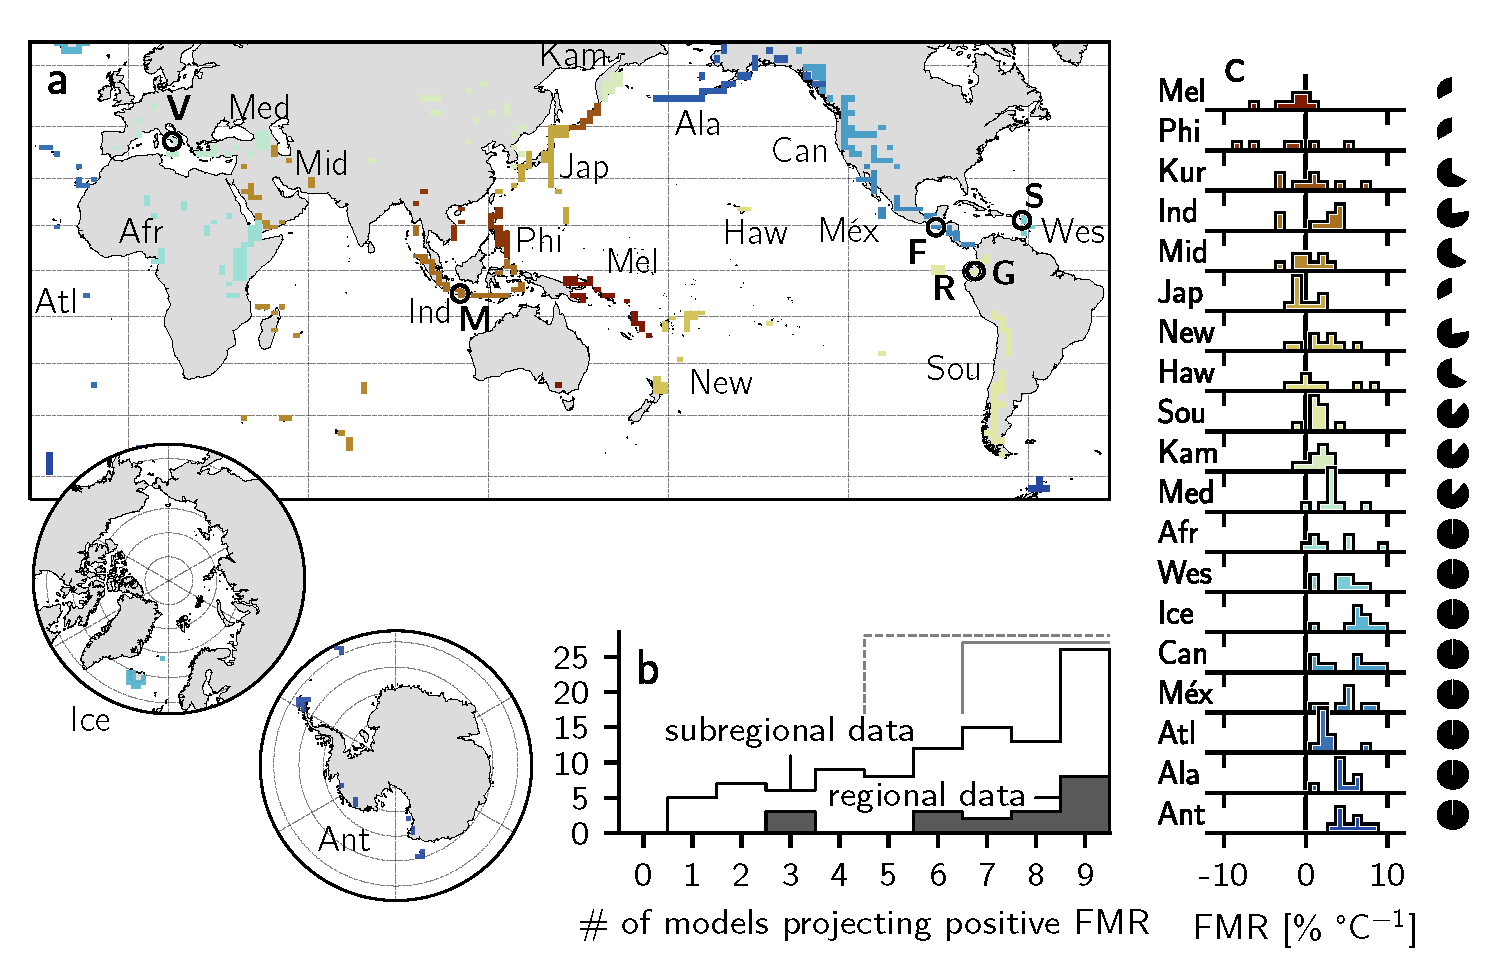 a
Kam
V
Med
Mid
Afr
Atl
Ala
Jap
Can
Phi
Haw
Méx
S
Wes
F
R
G
Mel
Ind
M
New
Sou
Ice
Ant
b
25
20
15
10
5
0
subregional data
regional data
0 1 2 3 4 5 6 7 8 9
# of models projecting positive FMR
c
Mel
Phi
Kur
Ind
Mid
Jap
New
Haw
Sou
Kam
Med
Afr
Wes
Ice
Can
Méx
Atl
Ala
Ant
-10 0 10
FMR [% °C⁻¹]